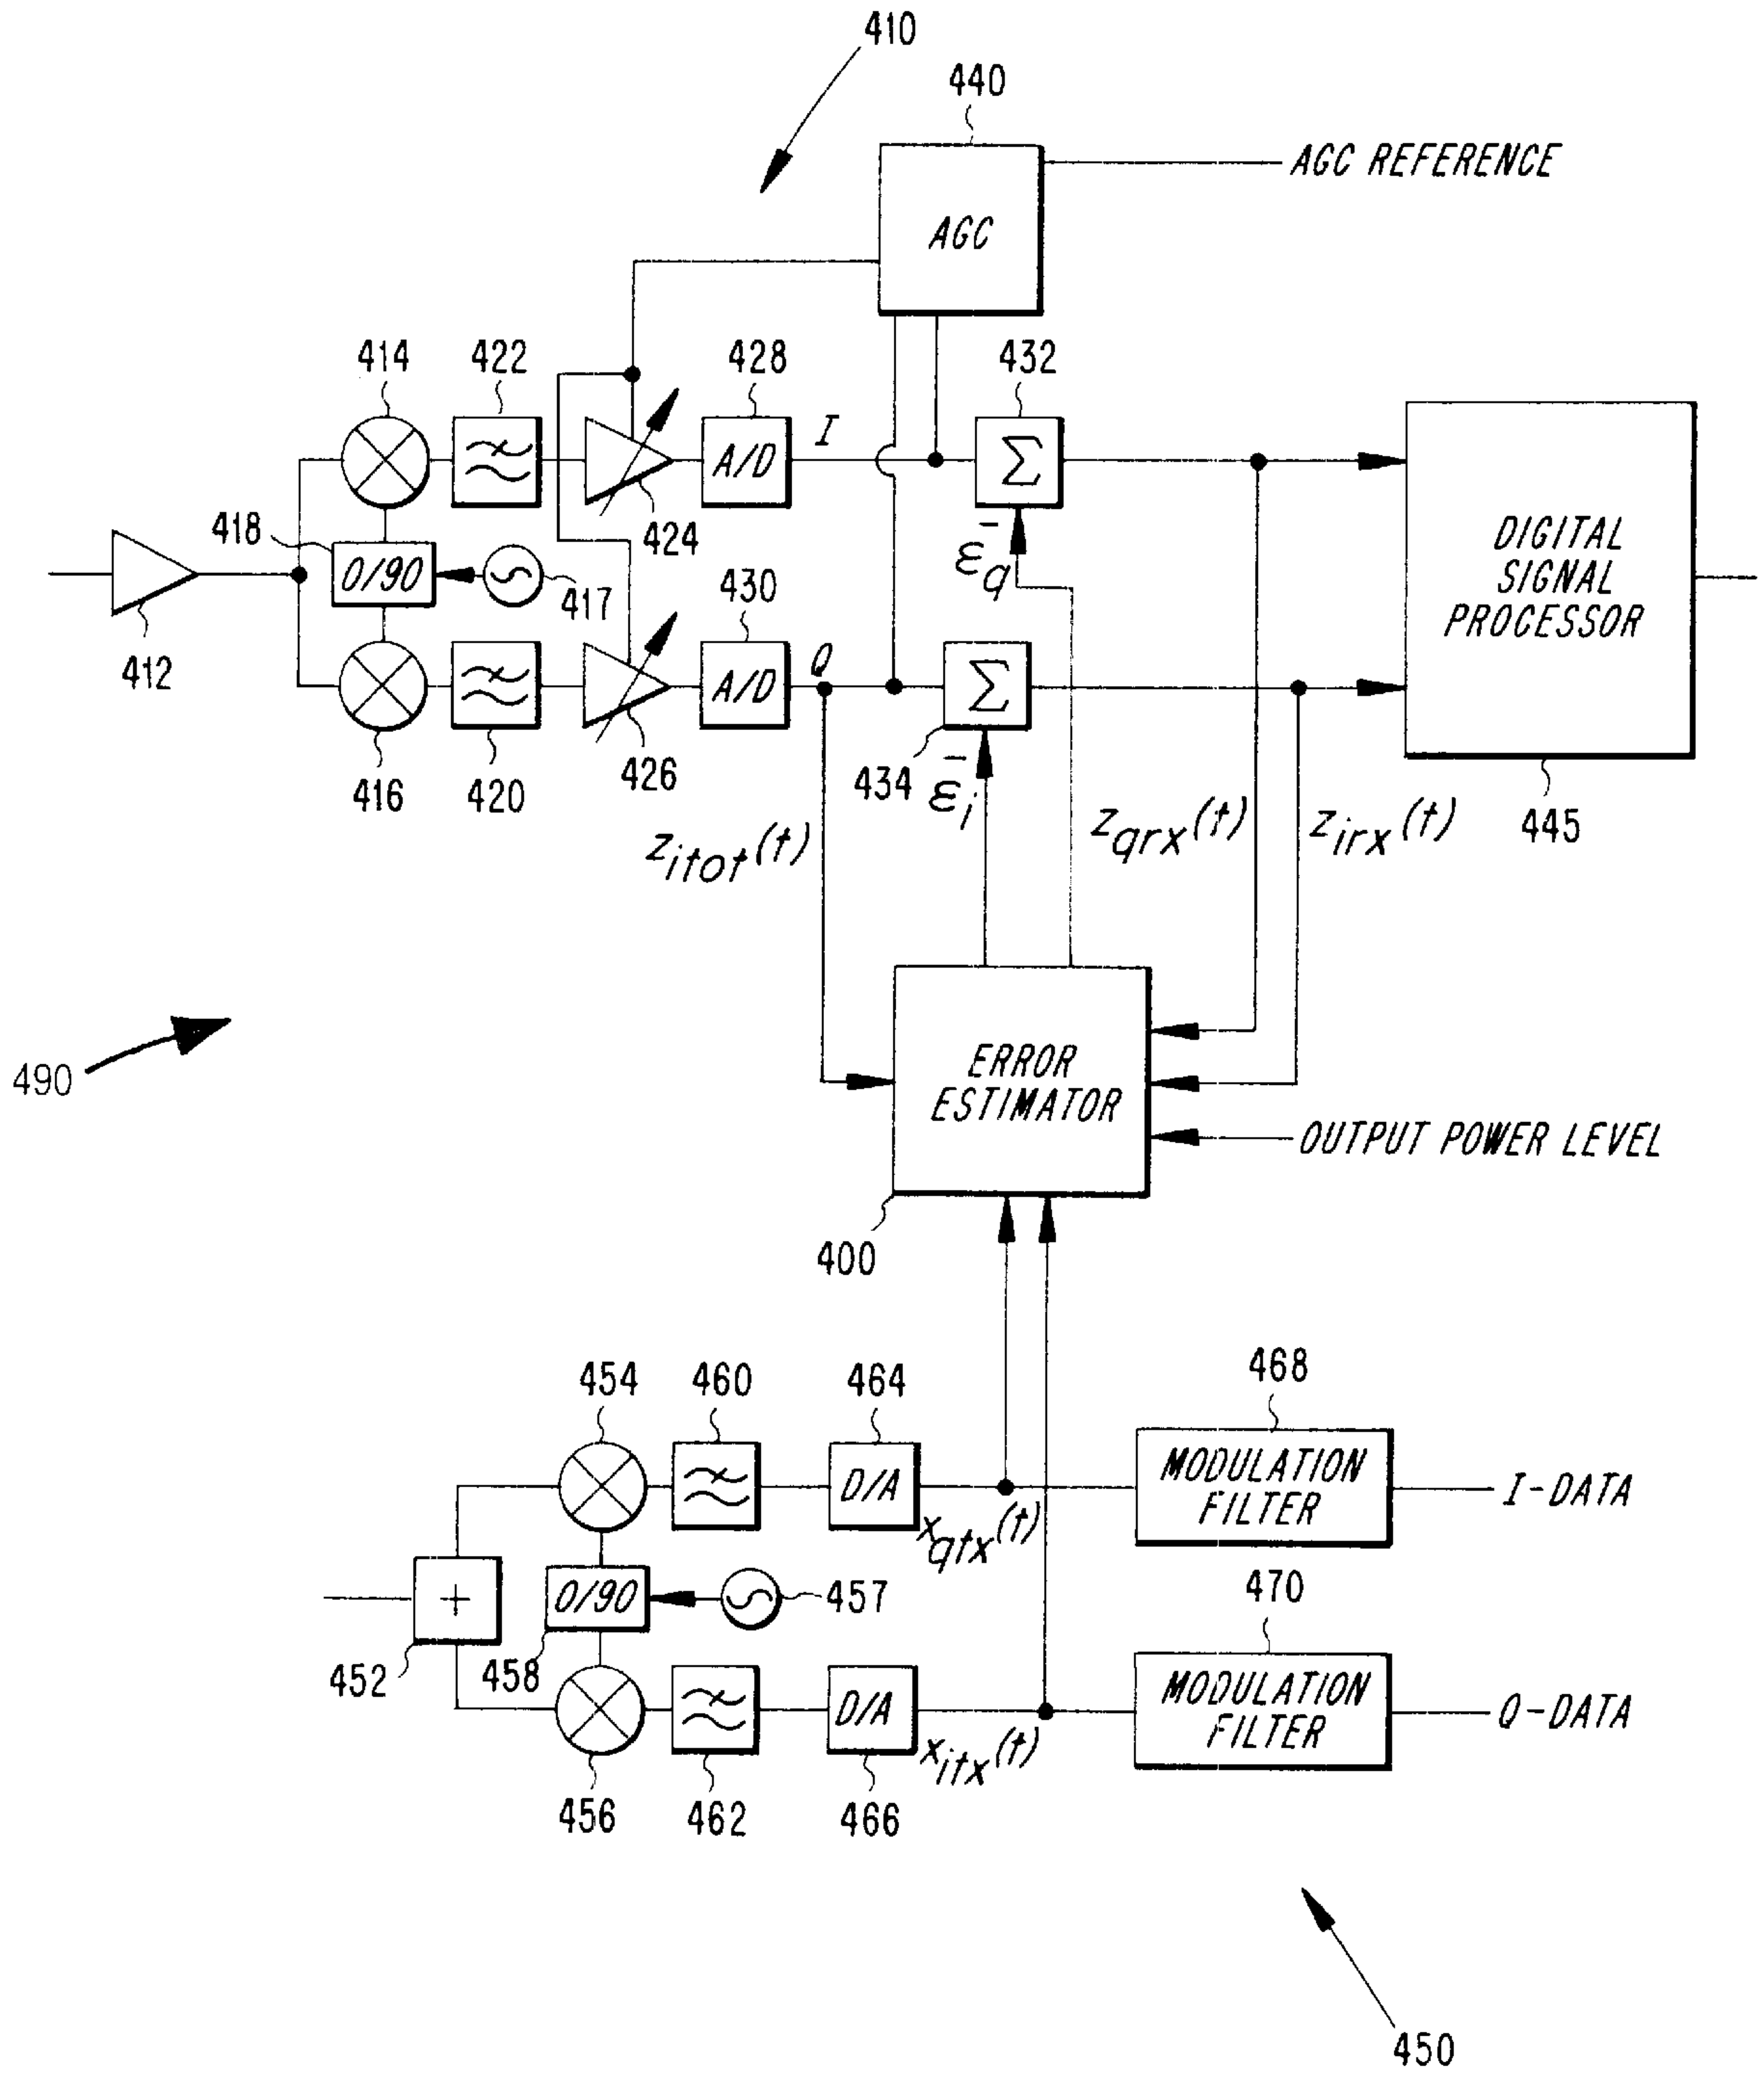 410
440
AGC REFERENCE
AGC
414
422
428
432
I
A/D
Σ
424
418
0/90
417
412
ε̄q
DIGITAL
SIGNAL
PROCESSOR
430
Q
A/D
Σ
416
420
426
434
ε̄i
445
zitot(t)
zqrx(t)
zirx(t)
490
ERROR
ESTIMATOR
OUTPUT POWER LEVEL
400
454
460
464
468
D/A
MODULATION
FILTER
I-DATA
xqtx(t)
+
0/90
457
470
452
458
D/A
MODULATION
FILTER
Q-DATA
xitx(t)
456
462
466
450